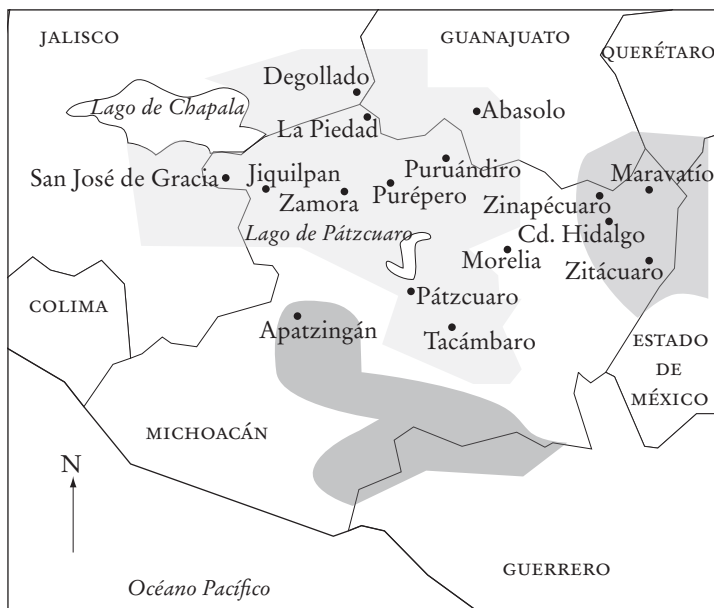 JALISCO
GUANAJUATO
QUERÉTARO
Degollado
Lago de Chapala
Abasolo
La Piedad
Puruándiro
Maravatío
San José de Gracia
Jiquilpan
Zamora
Purépero
Zinapécuaro
Cd. Hidalgo
Lago de Pátzcuaro
Morelia
Zitácuaro
COLIMA
Pátzcuaro
Apatzingán
Tacámbaro
ESTADO
DE
MÉXICO
MICHOACÁN
N
GUERRERO
Océano Pacífico